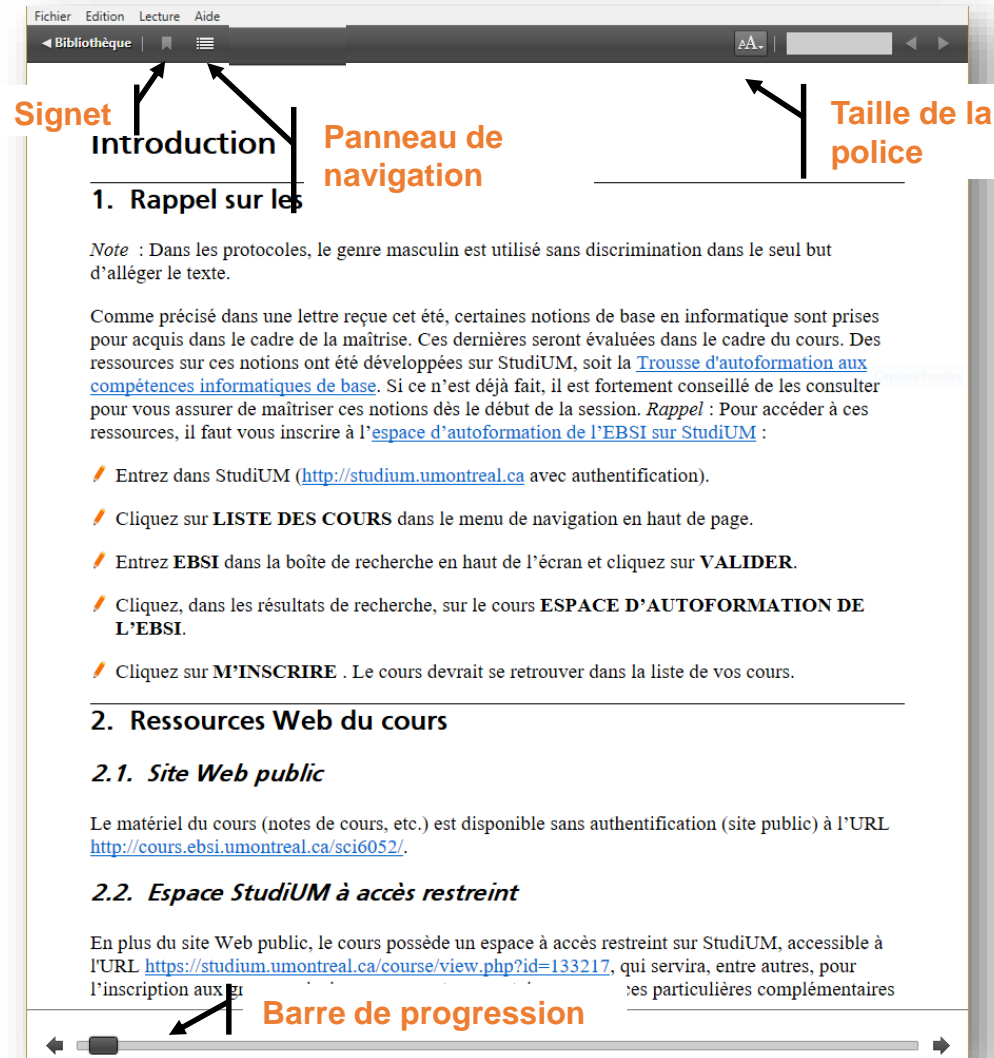 Fichier Edition Lecture Aide
Bibliothèque
AA
Signet
Panneau de
navigation
Taille de la
police
Introduction
1. Rappel sur les
Note : Dans les protocoles, le genre masculin est utilisé sans discrimination dans le seul but
d’alléger le texte.
Comme précisé dans une lettre reçue cet été, certaines notions de base en informatique sont prises
pour acquis dans le cadre de la maîtrise. Ces dernières seront évaluées dans le cadre du cours. Des
ressources sur ces notions ont été développées sur StudiUM, soit la Trousse d'autoformation aux
compétences informatiques de base. Si ce n’est déjà fait, il est fortement conseillé de les consulter
pour vous assurer de maîtriser ces notions dès le début de la session. Rappel : Pour accéder à ces
ressources, il faut vous inscrire à l’espace d’autoformation de l’EBSI sur StudiUM :
Entrez dans StudiUM (http://studium.umontreal.ca avec authentification).
Cliquez sur LISTE DES COURS dans le menu de navigation en haut de page.
Entrez EBSI dans la boîte de recherche en haut de l’écran et cliquez sur VALIDER.
Cliquez, dans les résultats de recherche, sur le cours ESPACE D’AUTOFORMATION DE
L’EBSI.
Cliquez sur M’INSCRIRE . Le cours devrait se retrouver dans la liste de vos cours.
2. Ressources Web du cours
2.1. Site Web public
Le matériel du cours (notes de cours, etc.) est disponible sans authentification (site public) à l’URL
http://cours.ebsi.umontreal.ca/sci6052/.
2.2. Espace StudiUM à accès restreint
En plus du site Web public, le cours possède un espace à accès restreint sur StudiUM, accessible à
l'URL https://studium.umontreal.ca/course/view.php?id=133217, qui servira, entre autres, pour
l’inscription aux particulières complémentaires
Barre de progression